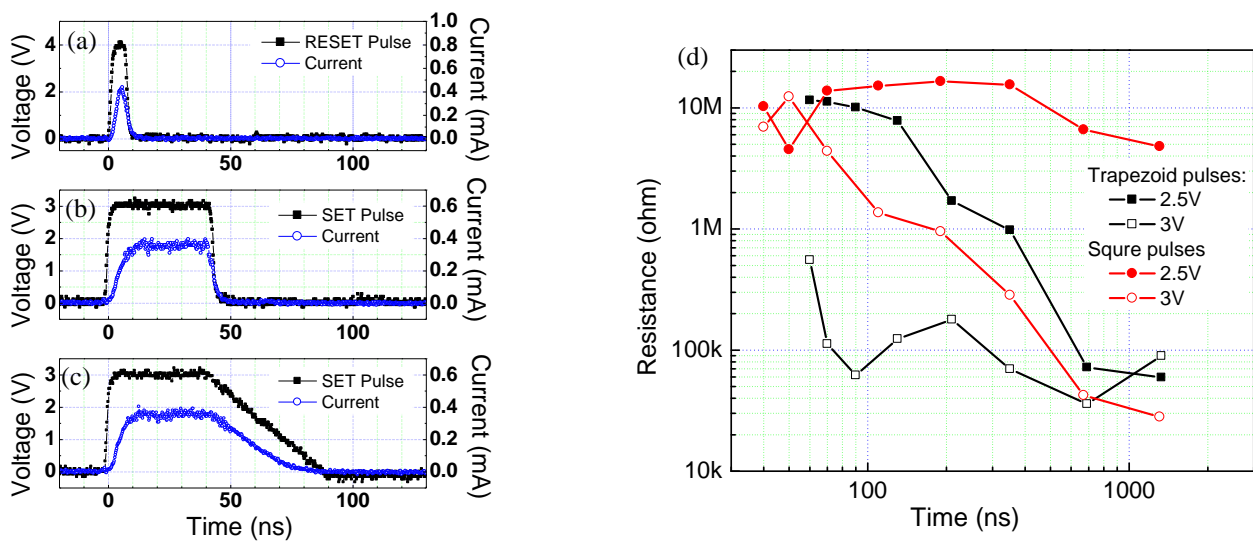 (a)
RESET Pulse
Current
Voltage (V)
Current (mA)
4
2
0
1.0
0.8
0.6
0.4
0.2
0.0
0 50 100
(b)
SET Pulse
Current
Voltage (V)
Current (mA)
3
2
1
0
0.6
0.4
0.2
0.0
0 50 100
(c)
SET Pulse
Current
Voltage (V)
Current (mA)
3
2
1
0
0.6
0.4
0.2
0.0
0 50 100
Time (ns)
(d)
Resistance (ohm)
10M
1M
100k
10k
Trapezoid pulses:
2.5V
3V
Squre pulses
2.5V
3V
100 1000
Time (ns)